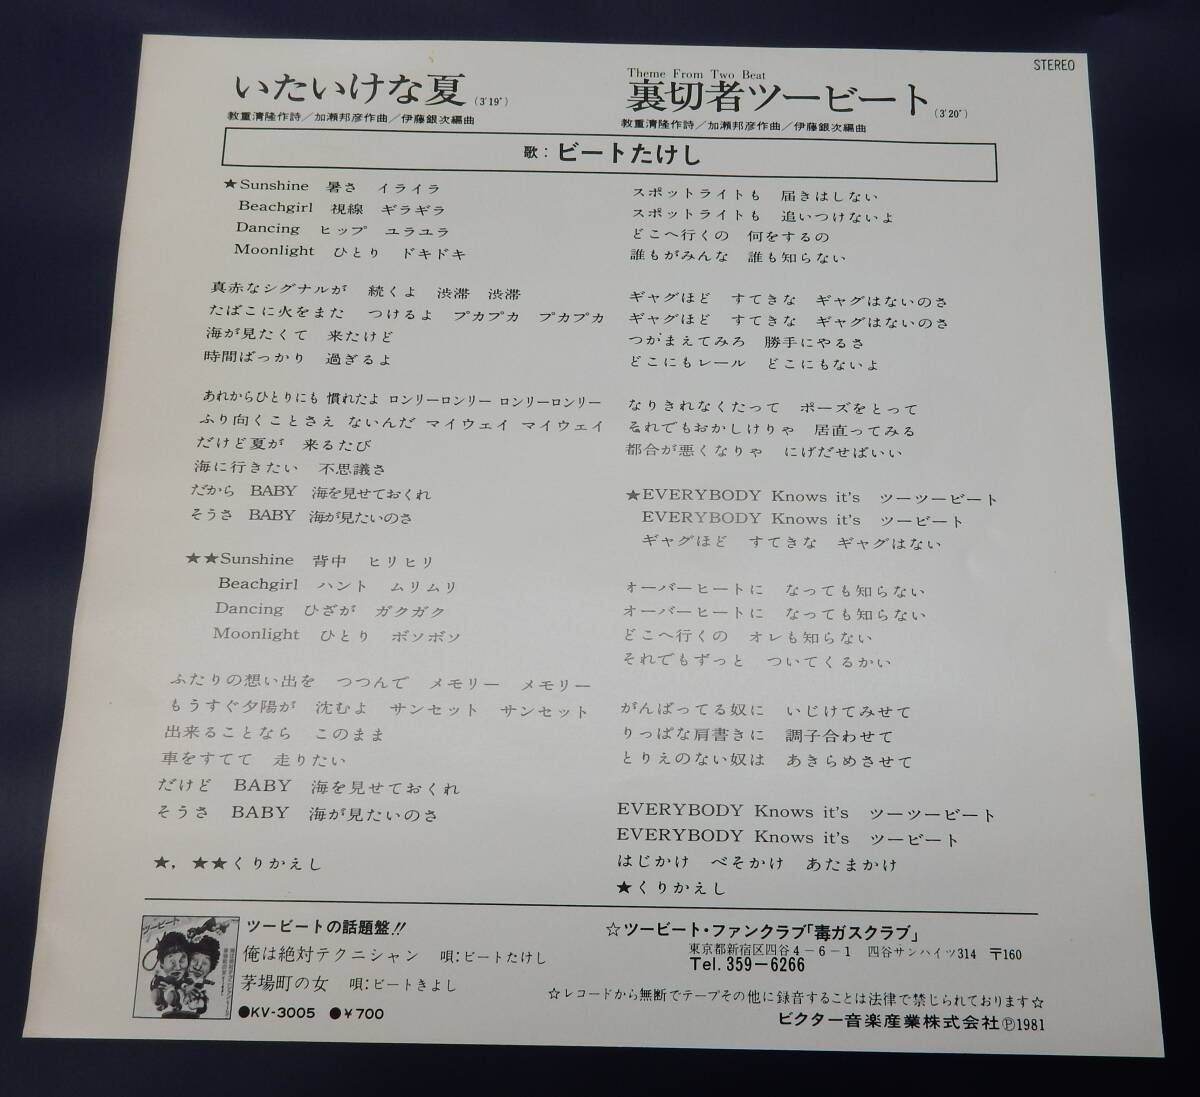 STEREO
いたいけな夏(3'19")
教重清隆作詩/加瀬邦彦作曲/伊藤銀次編曲
Theme From Two Beat
裏切者ツービート(3'20")
教重清隆作詩/加瀬邦彦作曲/伊藤銀次編曲
歌:ビートたけし
★Sunshine 暑さ イライラ
Beachgirl 視線 ギラギラ
Dancing ヒップ ユラユラ
Moonlight ひとり ドキドキ
真赤なシグナルが 続くよ 渋滞 渋滞
たばこに火をまた つけるよ プカプカ プカプカ
海が見たくて 来たけど
時間ばっかり 過ぎるよ
あれからひとりにも 慣れたよ ロンリーロンリー ロンリーロンリー
ふり向くことさえ ないんだ マイウェイ マイウェイ
だけど夏が 来るたび
海に行きたい 不思議さ
だから BABY 海を見せておくれ
そうさ BABY 海が見たいのさ
★★Sunshine 背中 ヒリヒリ
Beachgirl ハント ムリムリ
Dancing ひざが ガクガク
Moonlight ひとり ボソボソ
ふたりの想い出を つつんで メモリー メモリー
もうすぐ夕陽が 沈むよ サンセット サンセット
出来ることなら このまま
車をすてて 走りたい
だけど BABY 海を見せておくれ
そうさ BABY 海が見たいのさ
★,★★くりかえし
スポットライトも 届きはしない
スポットライトも 追いつけないよ
どこへ行くの 何をするの
誰もがみんな 誰も知らない
ギャグほど すてきな ギャグはないのさ
ギャグほど すてきな ギャグはないのさ
つかまえてみろ 勝手にやるさ
どこにもレール どこにもないよ
なりきれなくたって ポーズをとって
それでもおかしけりゃ 居直ってみる
都合が悪くなりゃ にげだせばいい
★EVERYBODY Knows it's ツーツービート
EVERYBODY Knows it's ツービート
ギャグほど すてきな ギャグはない
オーバーヒートに なっても知らない
オーバーヒートに なっても知らない
どこへ行くの オレも知らない
それでもずっと ついてくるかい
がんばってる奴に いじけてみせて
りっぱな肩書きに 調子合わせて
とりえのない奴は あきらめさせて
EVERYBODY Knows it's ツーツービート
EVERYBODY Knows it's ツービート
はじかけ べそかけ あたまかけ
★くりかえし
ツービート
ツービートの話題盤!!
俺は絶対テクニシャン 唄:ビートたけし
茅場町の女 唄:ビートきよし
●KV-3005 ●¥700
☆ツービート・ファンクラブ「毒ガスクラブ」
東京都新宿区四谷4-6-1 四谷サンハイツ314 〒160
Tel.359-6266
☆レコードから無断でテープその他に録音することは法律で禁じられております☆
ビクター音楽産業株式会社Ⓟ1981